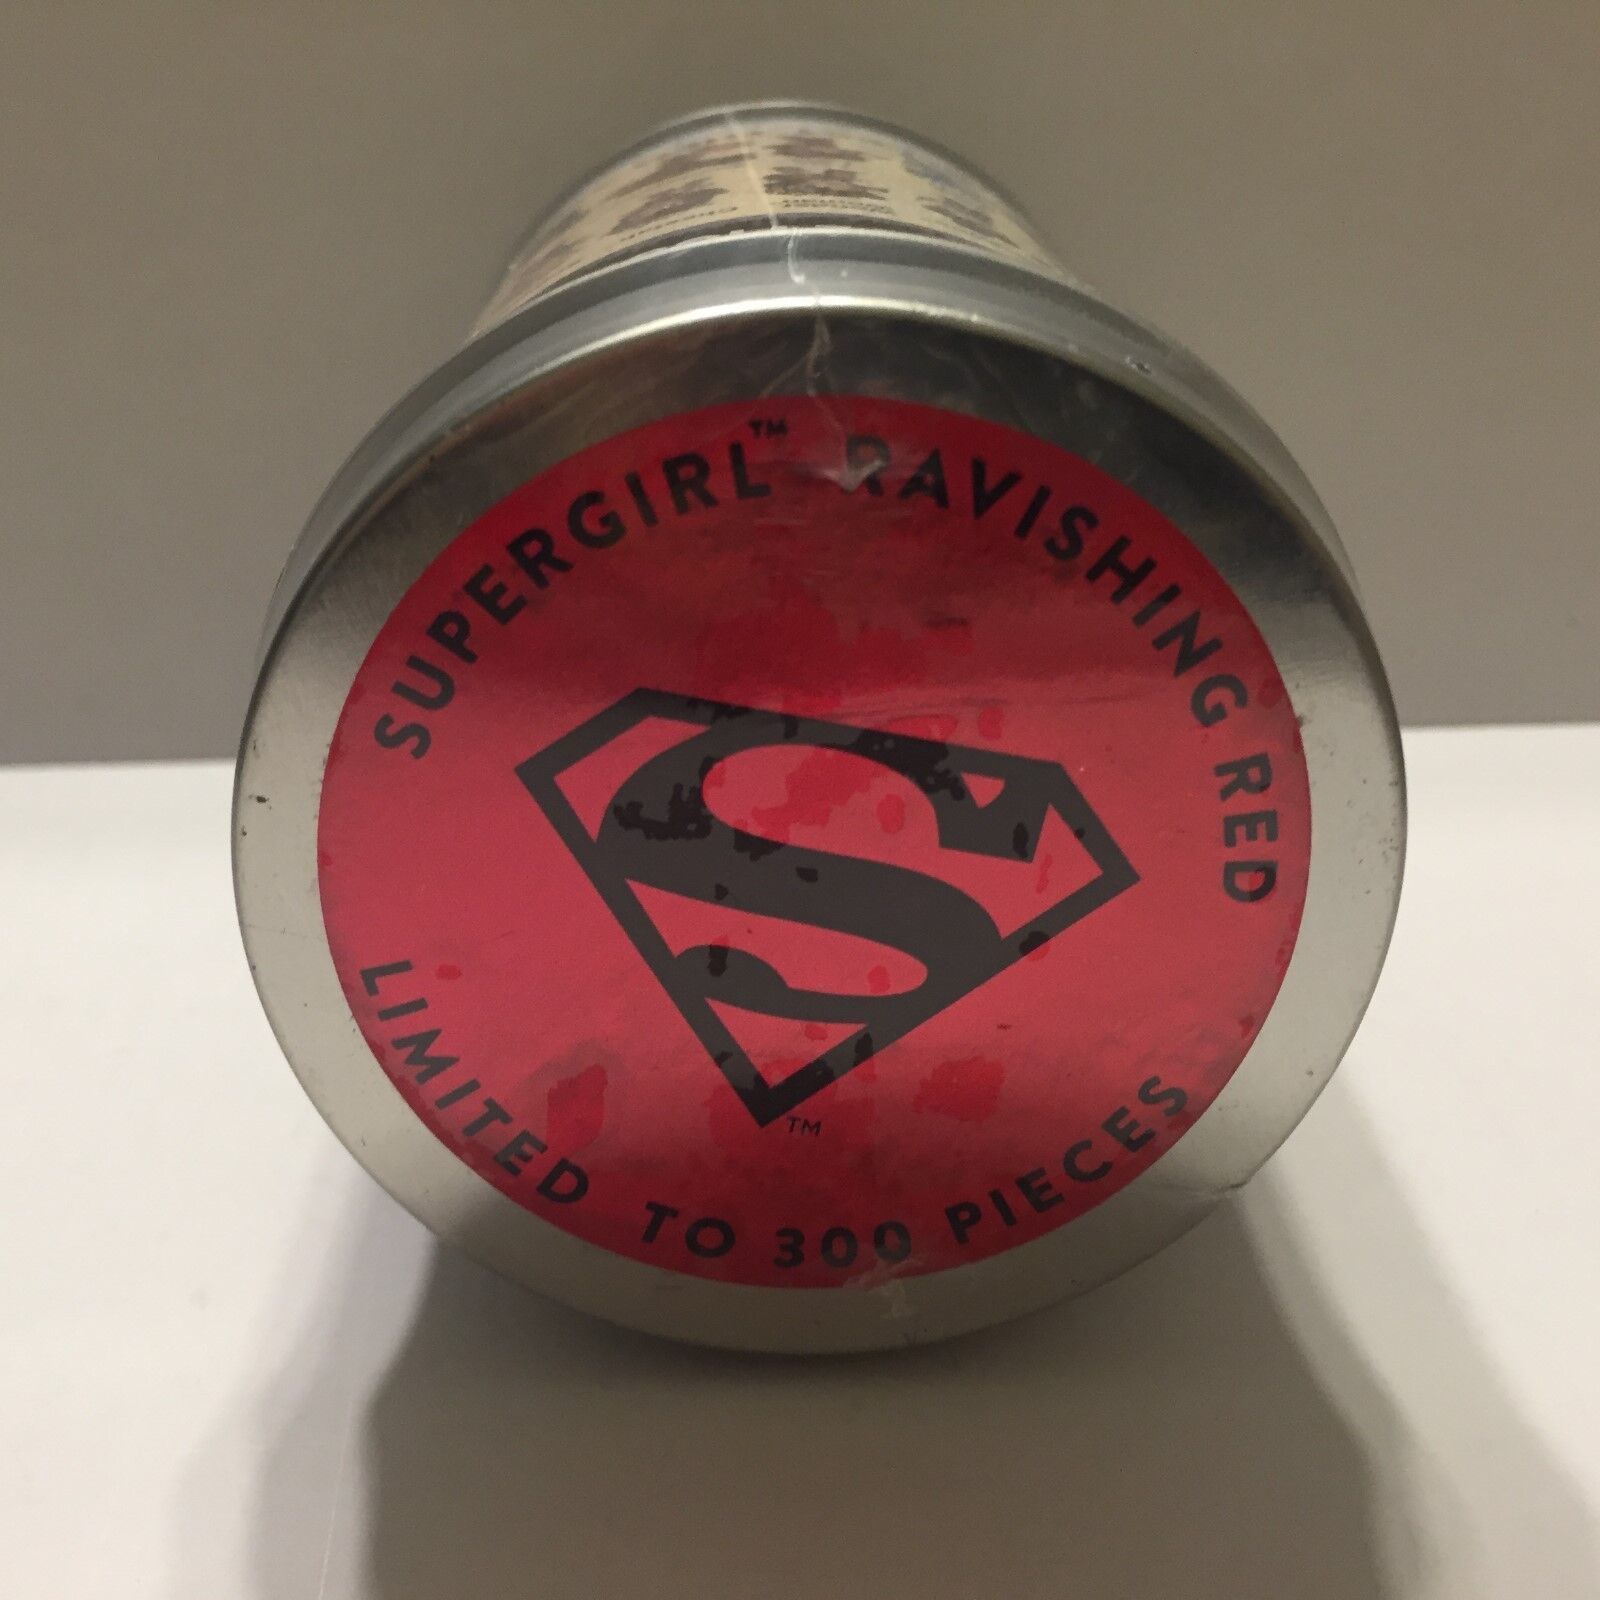 SUPERGIRL™ RAVISHING RED
S
™
LIMITED TO 300 PIECES